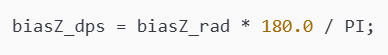 biasZ_dps = biasZ_rad * 180.0 / PI;